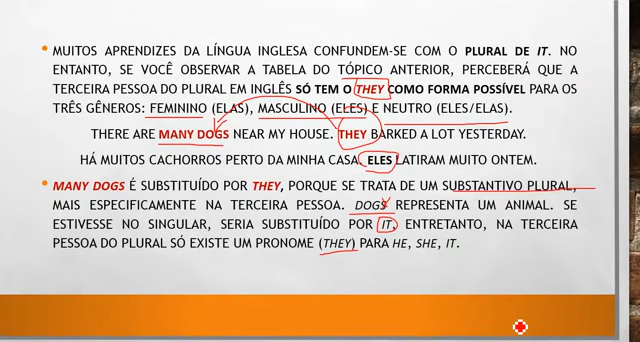 • MUITOS APRENDIZES DA LÍNGUA INGLESA CONFUNDEM-SE COM O PLURAL DE IT. NO
ENTANTO, SE VOCÊ OBSERVAR A TABELA DO TÓPICO ANTERIOR, PERCEBERÁ QUE A
TERCEIRA PESSOA DO PLURAL EM INGLÊS SÓ TEM O THEY COMO FORMA POSSÍVEL PARA OS
TRÊS GÊNEROS: FEMININO (ELAS), MASCULINO (ELES) E NEUTRO (ELES/ELAS).
THERE ARE MANY DOGS NEAR MY HOUSE. THEY BARKED A LOT YESTERDAY.
HÁ MUITOS CACHORROS PERTO DA MINHA CASA. ELES LATIRAM MUITO ONTEM.
• MANY DOGS É SUBSTITUÍDO POR THEY, PORQUE SE TRATA DE UM SUBSTANTIVO PLURAL,
MAIS ESPECIFICAMENTE NA TERCEIRA PESSOA. DOGS REPRESENTA UM ANIMAL. SE
ESTIVESSE NO SINGULAR, SERIA SUBSTITUÍDO POR IT, ENTRETANTO, NA TERCEIRA
PESSOA DO PLURAL SÓ EXISTE UM PRONOME (THEY) PARA HE, SHE, IT.